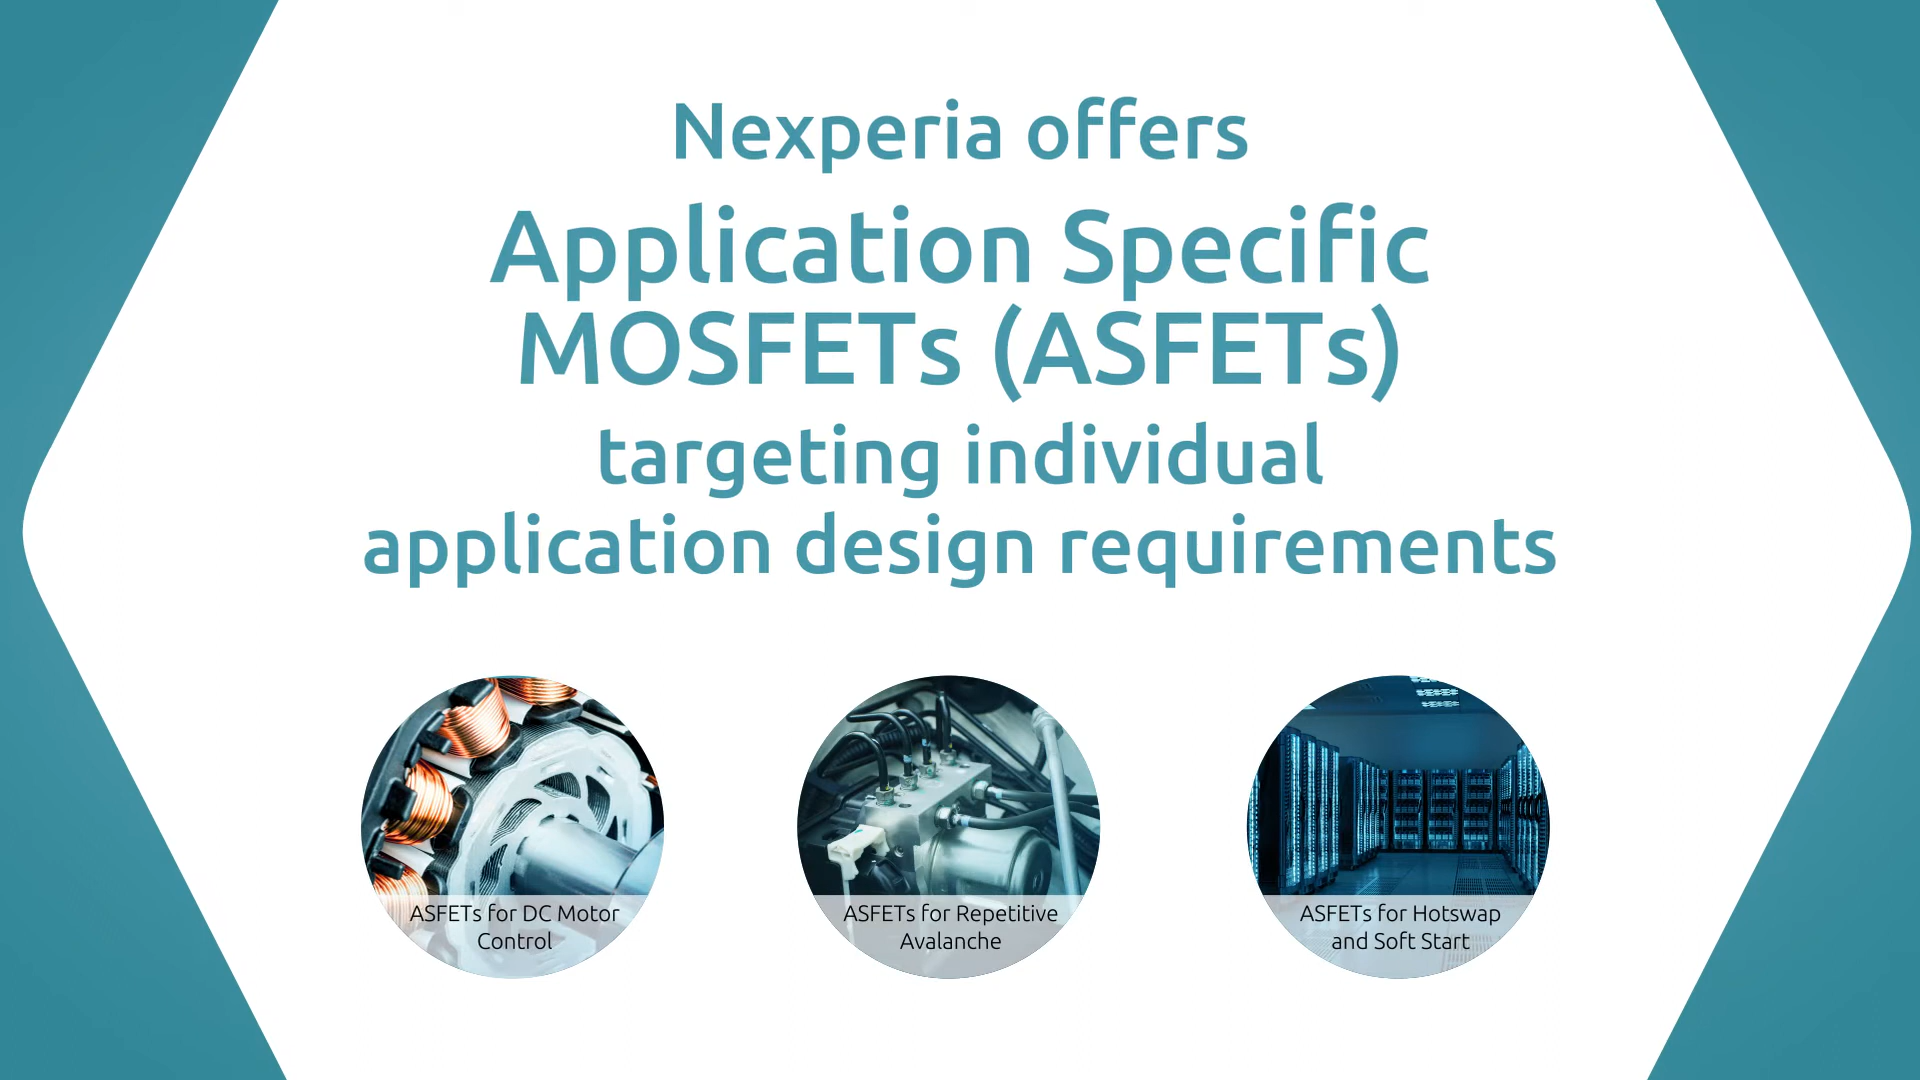 Nexperia offers
Application Specific
MOSFETs (ASFETs)
targeting individual
application design requirements
ASFETs for DC Motor
Control
ASFETs for Repetitive
Avalanche
ASFETs for Hotswap
and Soft Start